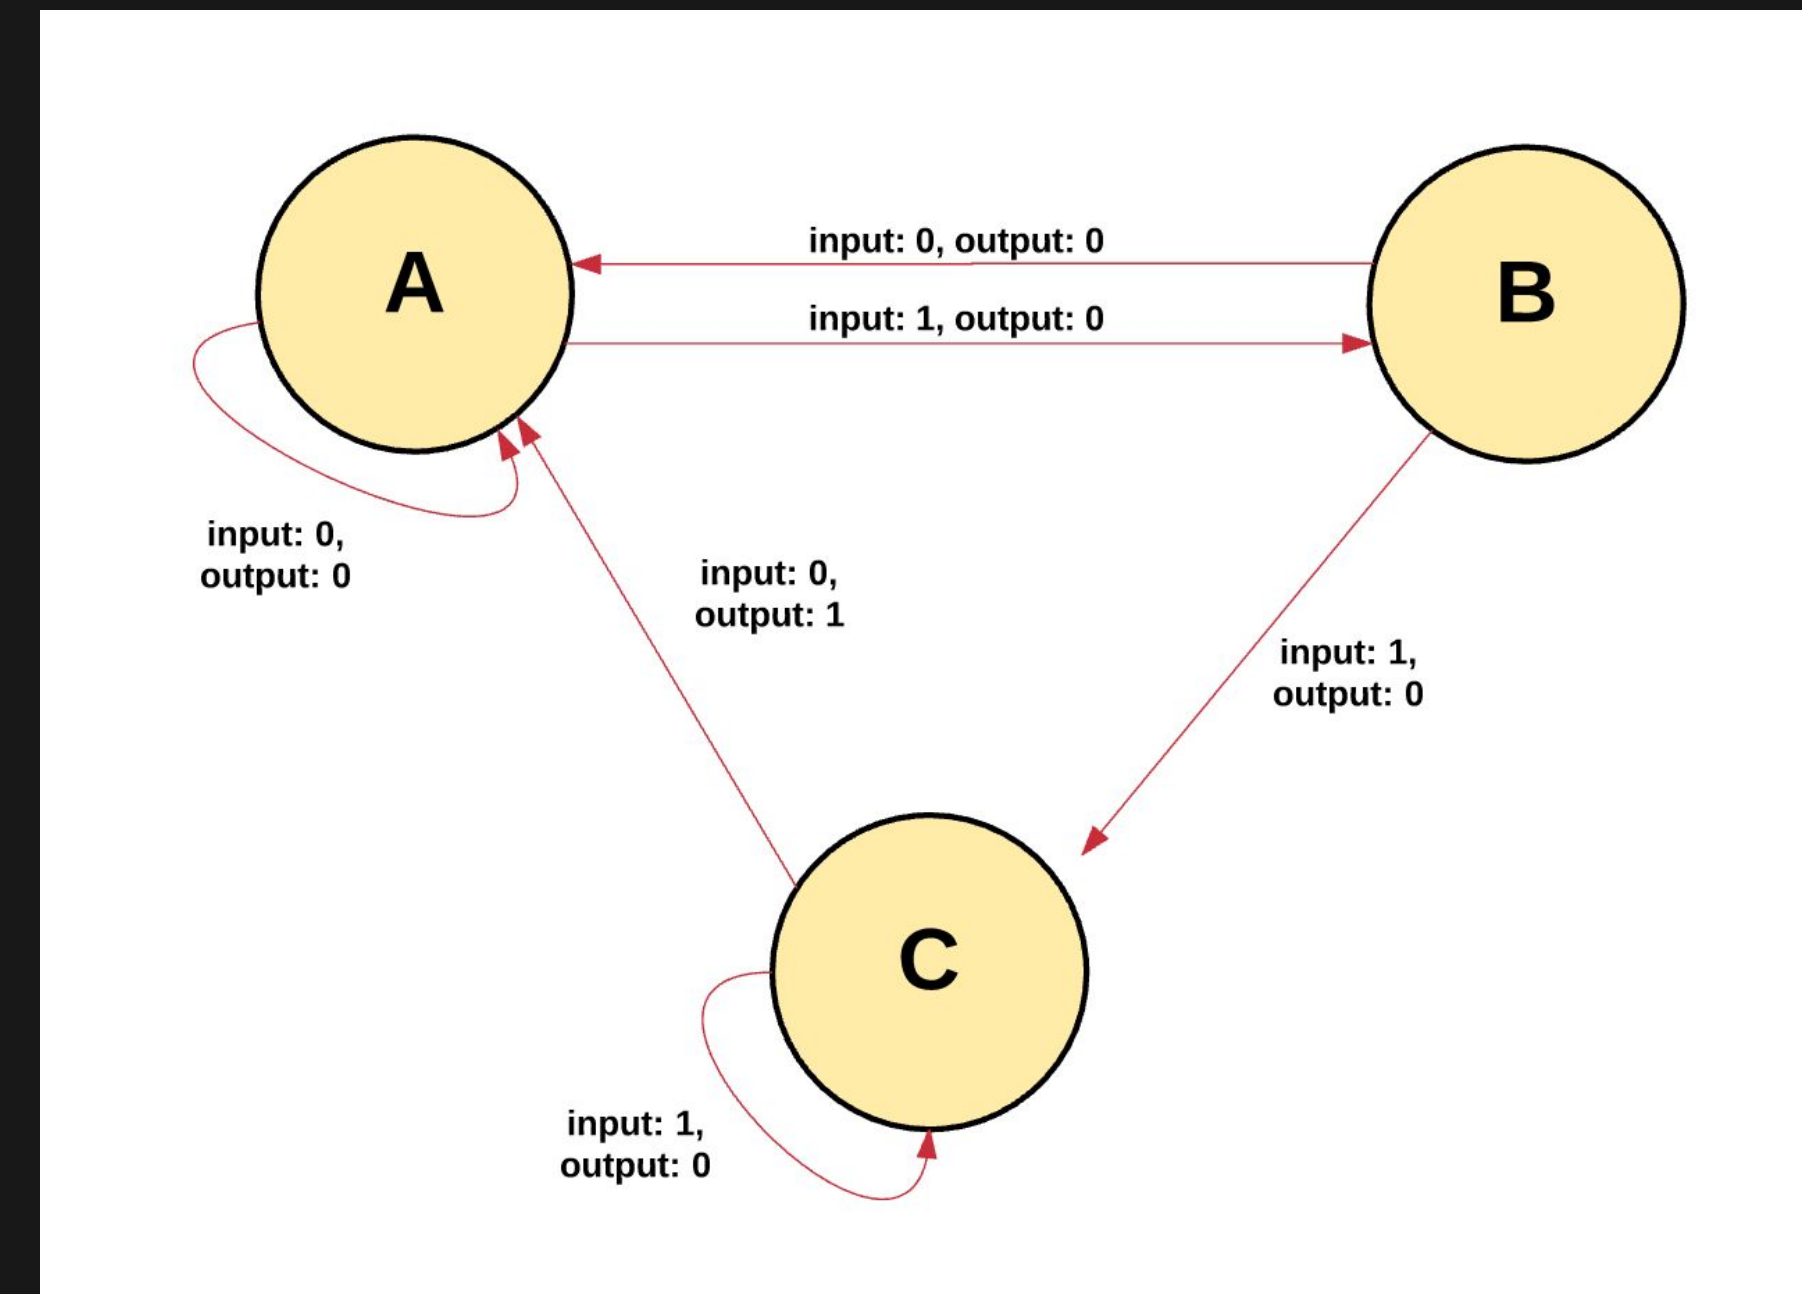 A
B
input: 0, output: 0
input: 1, output: 0
input: 0,
output: 0
input: 0,
output: 1
input: 1,
output: 0
C
input: 1,
output: 0